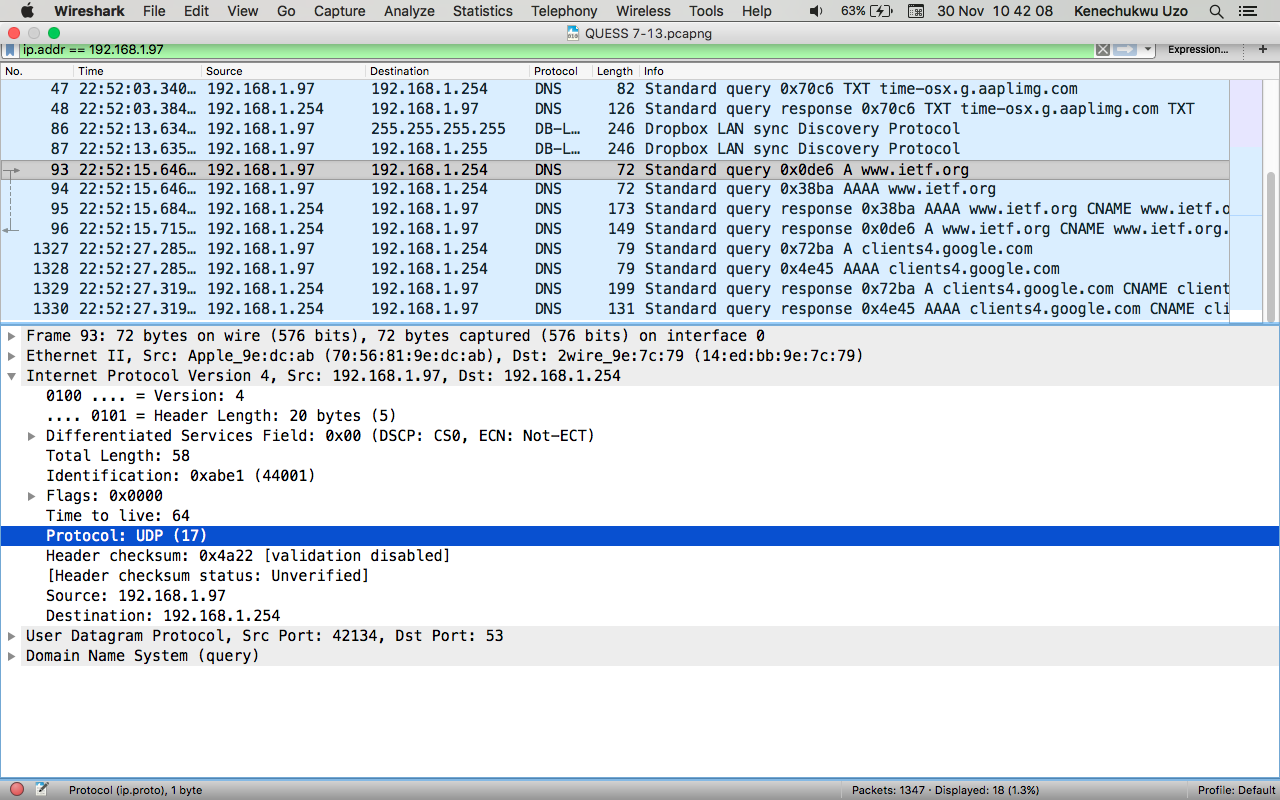 Wireshark File Edit View Go Capture Analyze Statistics Telephony Wireless Tools Help 63% 30 Nov 10 42 08 Kenechukwu Uzo
QUESS 7-13.pcapng
ip.addr == 192.168.1.97 Expression... +
No. Time Source Destination Protocol Length Info
47 22:52:03.340... 192.168.1.97 192.168.1.254 DNS 82 Standard query 0x70c6 TXT time-osx.g.aaplimg.com
48 22:52:03.384... 192.168.1.254 192.168.1.97 DNS 126 Standard query response 0x70c6 TXT time-osx.g.aaplimg.com TXT
86 22:52:13.634... 192.168.1.97 255.255.255.255 DB-L... 246 Dropbox LAN sync Discovery Protocol
87 22:52:13.635... 192.168.1.97 192.168.1.255 DB-L... 246 Dropbox LAN sync Discovery Protocol
93 22:52:15.646... 192.168.1.97 192.168.1.254 DNS 72 Standard query 0x0de6 A www.ietf.org
94 22:52:15.646... 192.168.1.97 192.168.1.254 DNS 72 Standard query 0x38ba AAAA www.ietf.org
95 22:52:15.684... 192.168.1.254 192.168.1.97 DNS 173 Standard query response 0x38ba AAAA www.ietf.org CNAME www.ietf.o
96 22:52:15.715... 192.168.1.254 192.168.1.97 DNS 149 Standard query response 0x0de6 A www.ietf.org CNAME www.ietf.org.
1327 22:52:27.285... 192.168.1.97 192.168.1.254 DNS 79 Standard query 0x72ba A clients4.google.com
1328 22:52:27.285... 192.168.1.97 192.168.1.254 DNS 79 Standard query 0x4e45 AAAA clients4.google.com
1329 22:52:27.319... 192.168.1.254 192.168.1.97 DNS 199 Standard query response 0x72ba A clients4.google.com CNAME client
1330 22:52:27.319... 192.168.1.254 192.168.1.97 DNS 131 Standard query response 0x4e45 AAAA clients4.google.com CNAME cli
Frame 93: 72 bytes on wire (576 bits), 72 bytes captured (576 bits) on interface 0
Ethernet II, Src: Apple_9e:dc:ab (70:56:81:9e:dc:ab), Dst: 2wire_9e:7c:79 (14:ed:bb:9e:7c:79)
Internet Protocol Version 4, Src: 192.168.1.97, Dst: 192.168.1.254
0100 .... = Version: 4
.... 0101 = Header Length: 20 bytes (5)
Differentiated Services Field: 0x00 (DSCP: CS0, ECN: Not-ECT)
Total Length: 58
Identification: 0xabe1 (44001)
Flags: 0x0000
Time to live: 64
Protocol: UDP (17)
Header checksum: 0x4a22 [validation disabled]
[Header checksum status: Unverified]
Source: 192.168.1.97
Destination: 192.168.1.254
User Datagram Protocol, Src Port: 42134, Dst Port: 53
Domain Name System (query)
Protocol (ip.proto), 1 byte Packets: 1347 · Displayed: 18 (1.3%) Profile: Default